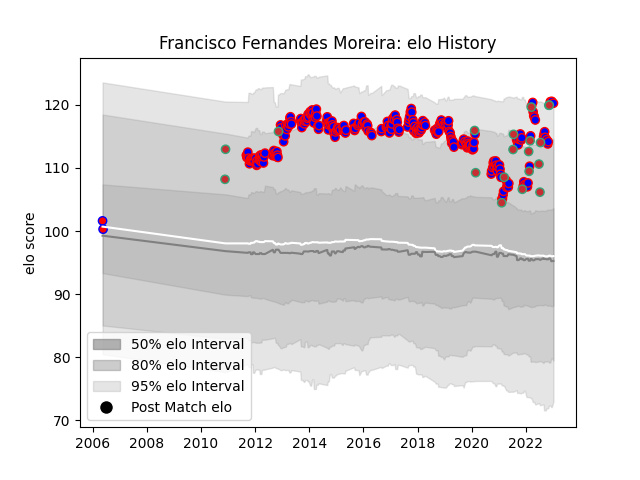 Francisco Fernandes Moreira: elo History
elo score
120
110
100
90
80
70
50% elo Interval
80% elo Interval
95% elo Interval
Post Match elo
2006 2008 2010 2012 2014 2016 2018 2020 2022